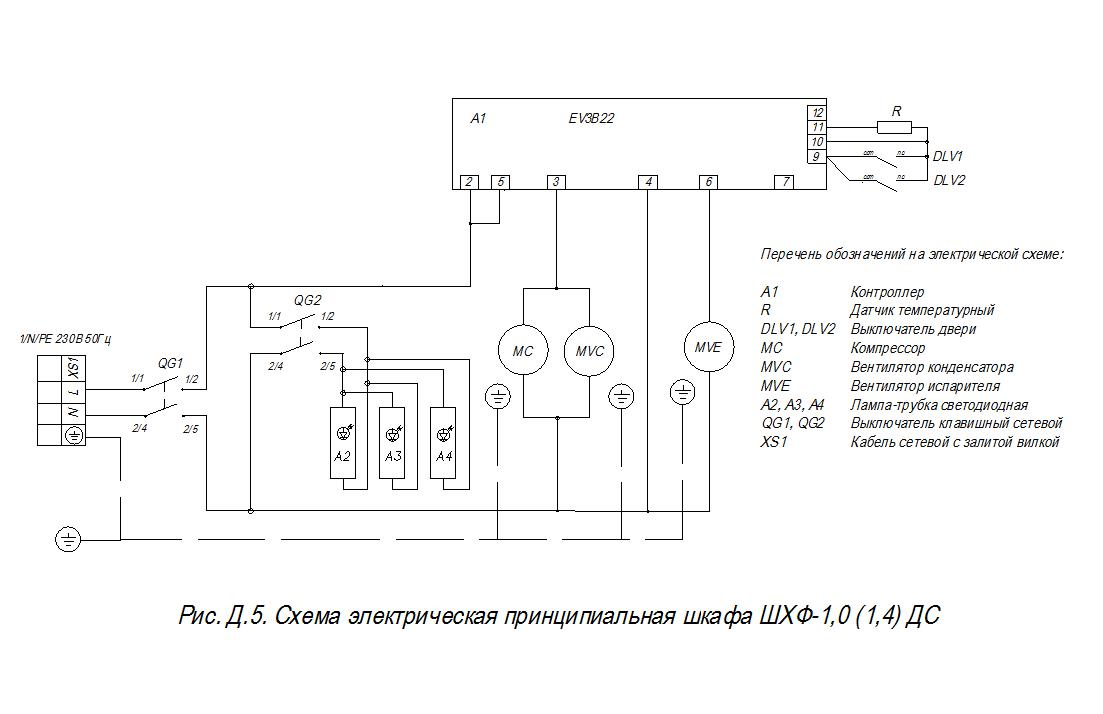 A1 EV3B22
12
11
10
9
R
com no DLV1
com no DLV2
2 5 3 4 6 7
Перечень обозначений на электрической схеме:
A1 Контроллер
R Датчик температурный
DLV1, DLV2 Выключатель двери
MC Компрессор
MVC Вентилятор конденсатора
MVE Вентилятор испарителя
A2, A3, A4 Лампа-трубка светодиодная
QG1, QG2 Выключатель клавишный сетевой
XS1 Кабель сетевой с залитой вилкой
QG2
1/1 1/2
2/4 2/5
1/N/PE 230В 50Гц
XS1
L
N
QG1
1/1 1/2
2/4 2/5
MC MVC MVE
A2 A3 A4
Рис. Д.5. Схема электрическая принципиальная шкафа ШХФ-1,0 (1,4) ДС